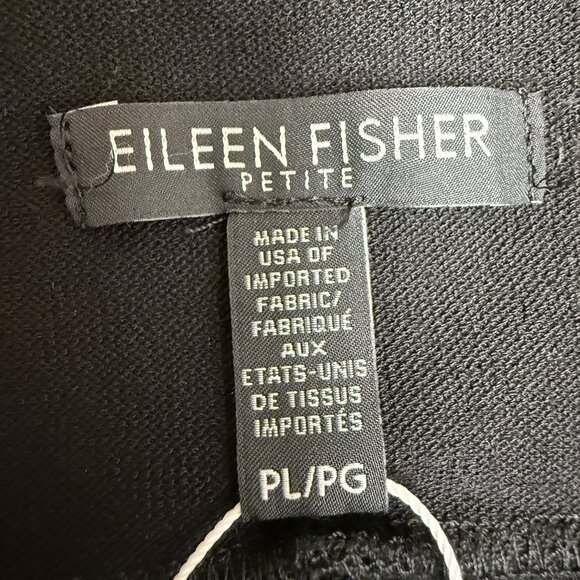 EILEEN FISHER
PETITE
MADE IN
USA OF
IMPORTED
FABRIC/
FABRIQUÉ
AUX
ETATS-UNIS
DE TISSUS
IMPORTÉS
PL/PG